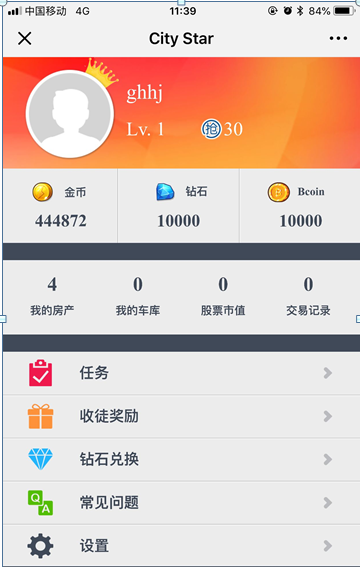 中国移动 4G 11:39 84%
City Star
ghhj
Lv. 1 抢 30
金币 钻石 Bcoin
444872 10000 10000
4 0 0 0
我的房产 我的车库 股票市值 交易记录
任务
收徒奖励
钻石兑换
Q A 常见问题
设置